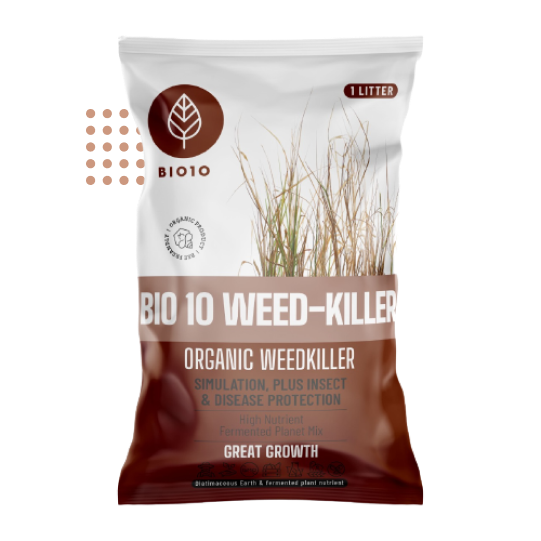 1 LITTER
BIO10
ORGANIC PRODUCT
BIO 10 WEED-KILLER
ORGANIC WEEDKILLER
SIMULATION, PLUS INSECT
& DISEASE PROTECTION
High Nutrient
Fermented Planet Mix
GREAT GROWTH
Diatimaceous Earth & fermented plant nutrient